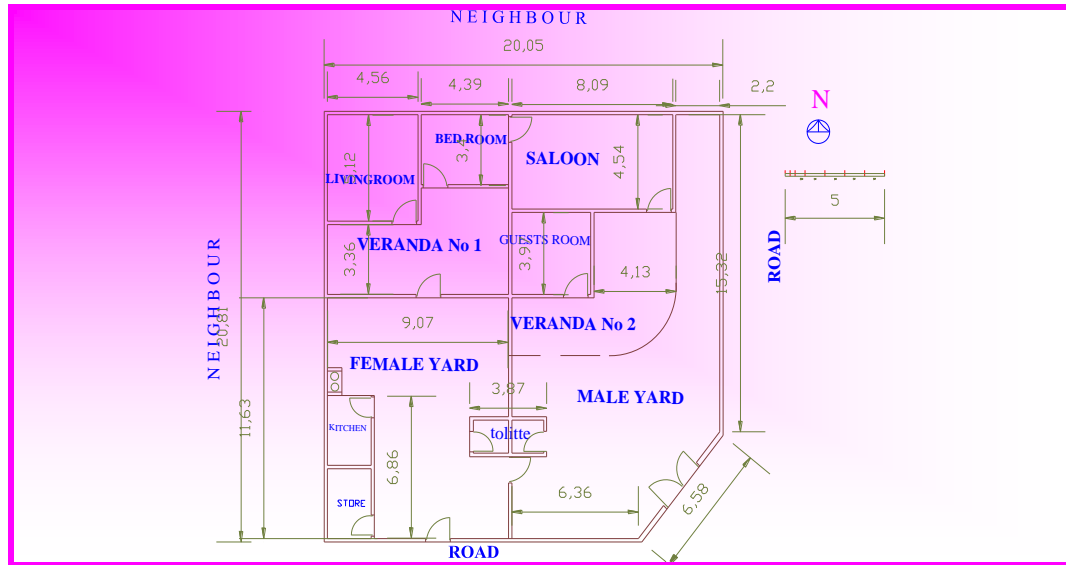 NEIGHBOUR
20,05
4,56
4,39
8,09
2,2
N
BED ROOM
3,4
SALOON
4,54
LIVINGROOM
5
NEIGHBOUR
20,81
VERANDA No 1
3,36
GUESTS ROOM
4,13
15,32
ROAD
9,07
VERANDA No 2
FEMALE YARD
3,87
MALE YARD
11,63
KITCHEN
tolitte
6,86
STORE
6,36
6,58
ROAD